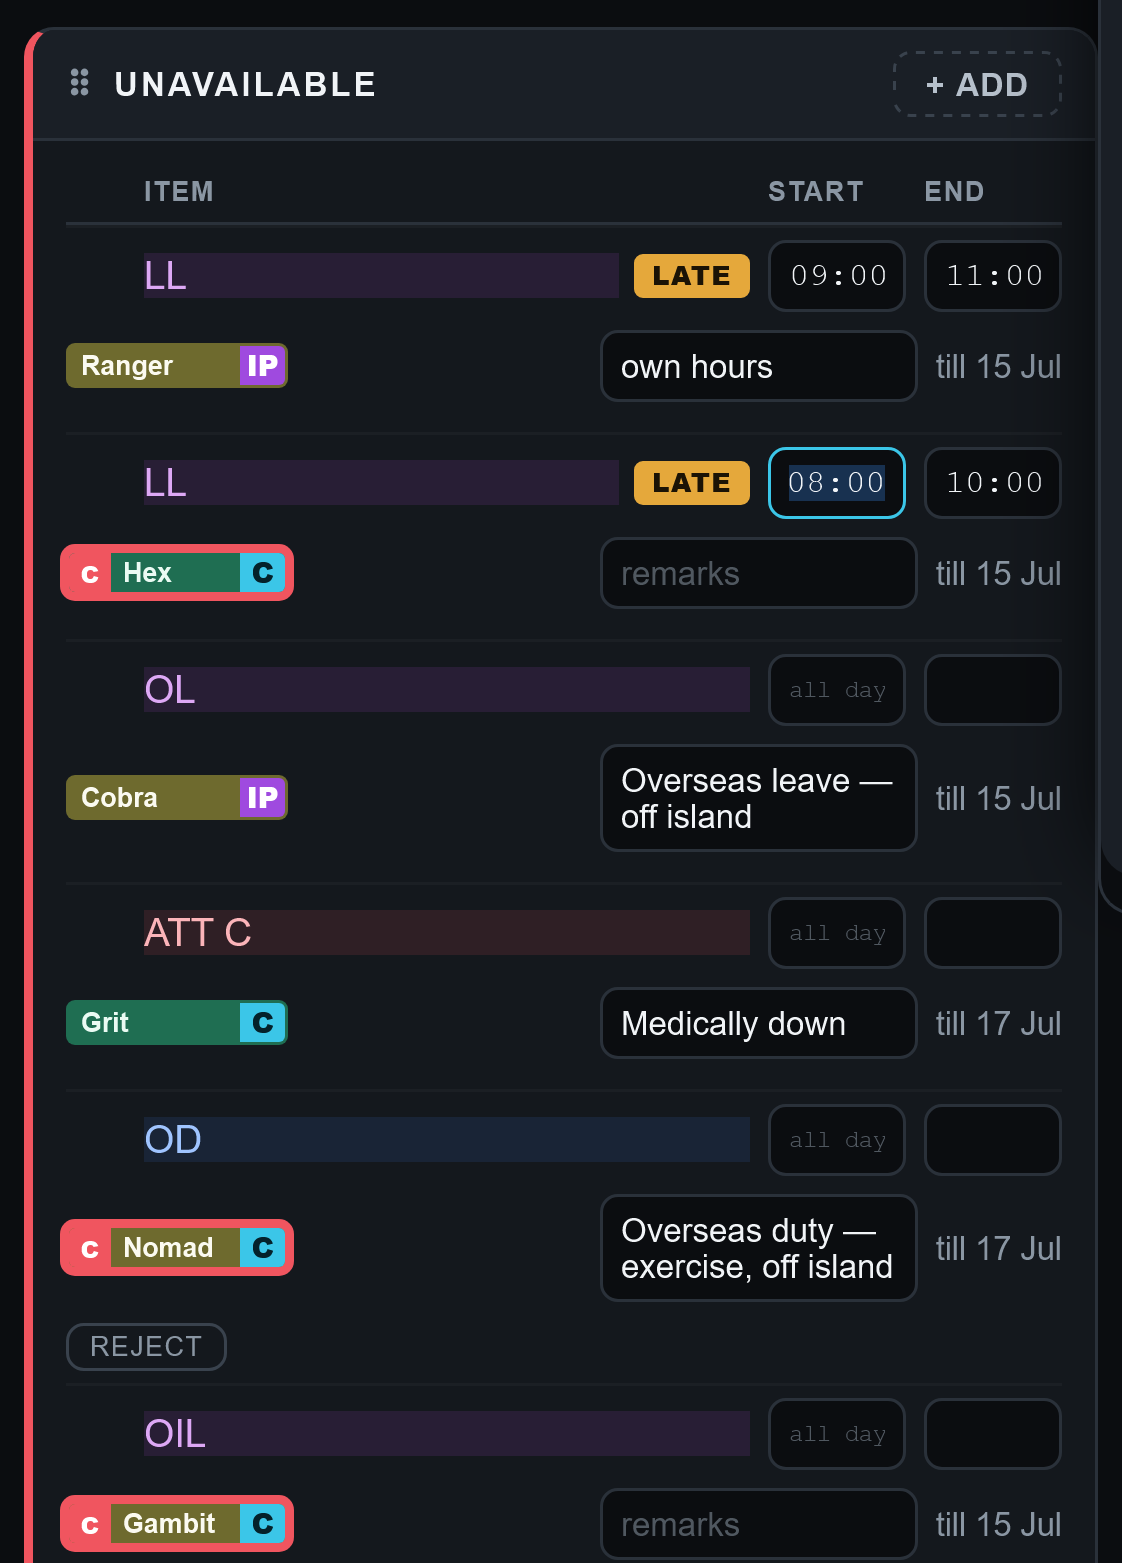 UNAVAILABLE + ADD
ITEM START END
LL LATE 09:00 11:00
Ranger IP own hours till 15 Jul
LL LATE 08:00 10:00
c Hex C remarks till 15 Jul
OL all day
Cobra IP Overseas leave — off island till 15 Jul
ATT C all day
Grit C Medically down till 17 Jul
OD all day
c Nomad C Overseas duty — exercise, off island till 17 Jul
REJECT
OIL all day
c Gambit C remarks till 15 Jul